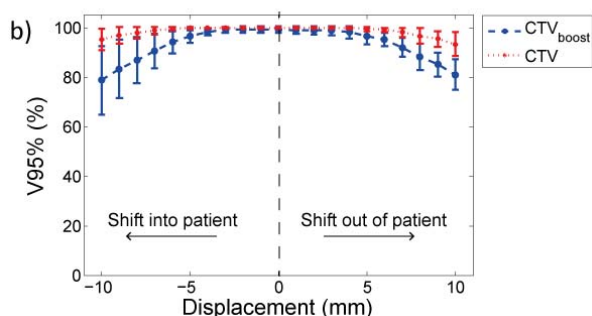 b)
CTVboost
CTV
V95% (%)
100
80
60
40
20
0
Shift into patient
Shift out of patient
−10
−5
0
5
10
Displacement (mm)